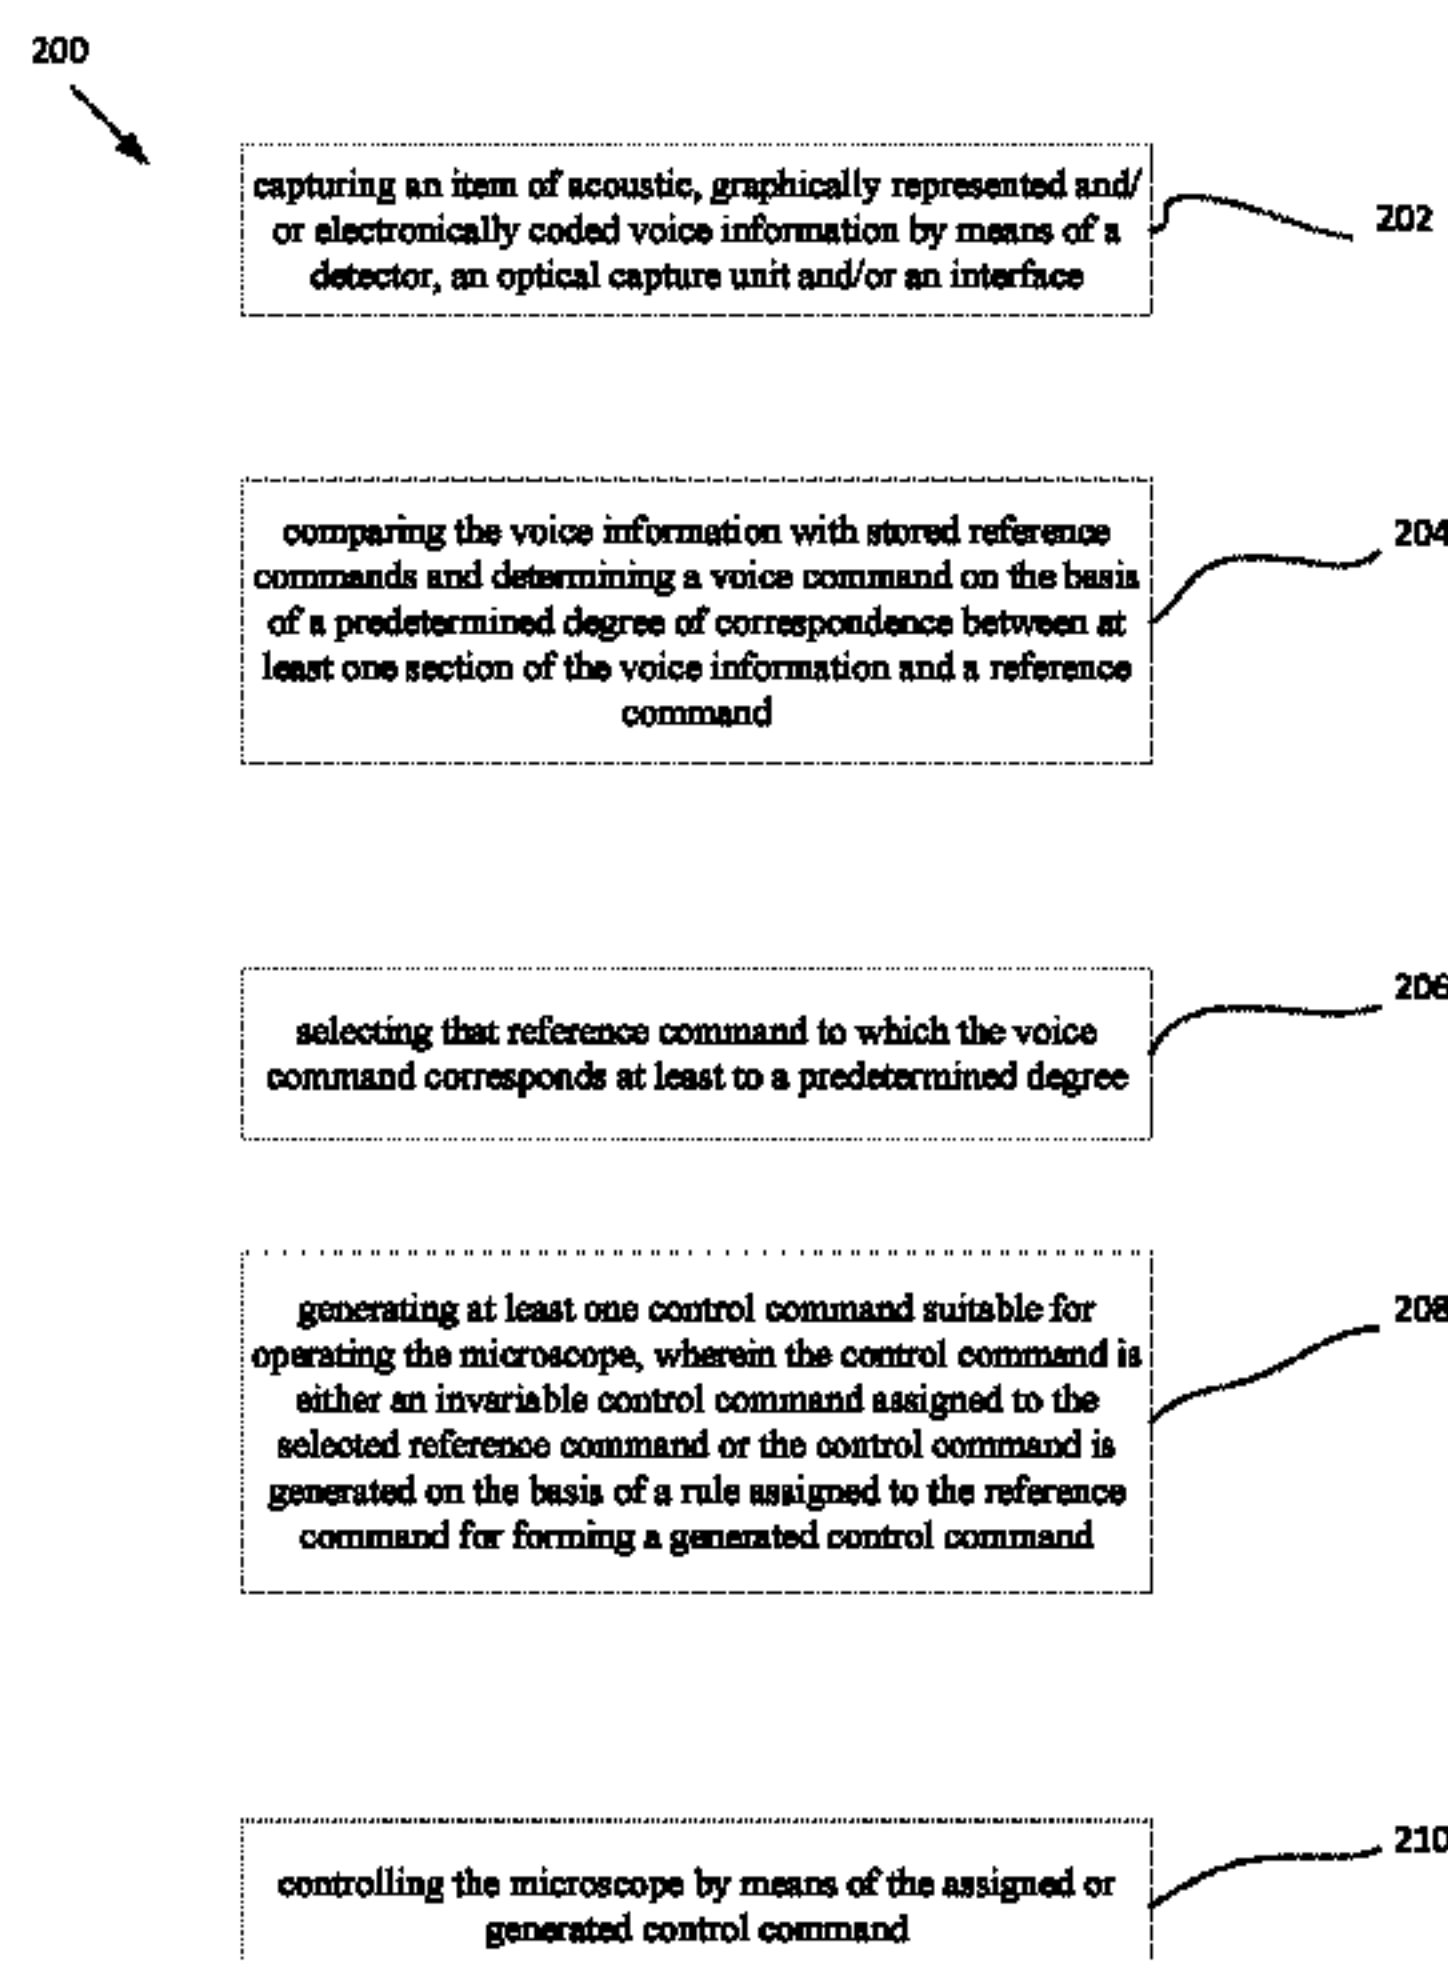 200
capturing an item of acoustic, graphically represented and/
or electronically coded voice information by means of a
detector, an optical capture unit and/or an interface
202
comparing the voice information with stored reference
commands and determining a voice command on the basis
of a predetermined degree of correspondence between at
least one section of the voice information and a reference
command
204
selecting that reference command to which the voice
command corresponds at least to a predetermined degree
206
generating at least one control command suitable for
operating the microscope, wherein the control command is
either an invariable control command assigned to the
selected reference command or the control command is
generated on the basis of a rule assigned to the reference
command for forming a generated control command
208
controlling the microscope by means of the assigned or
generated control command
210